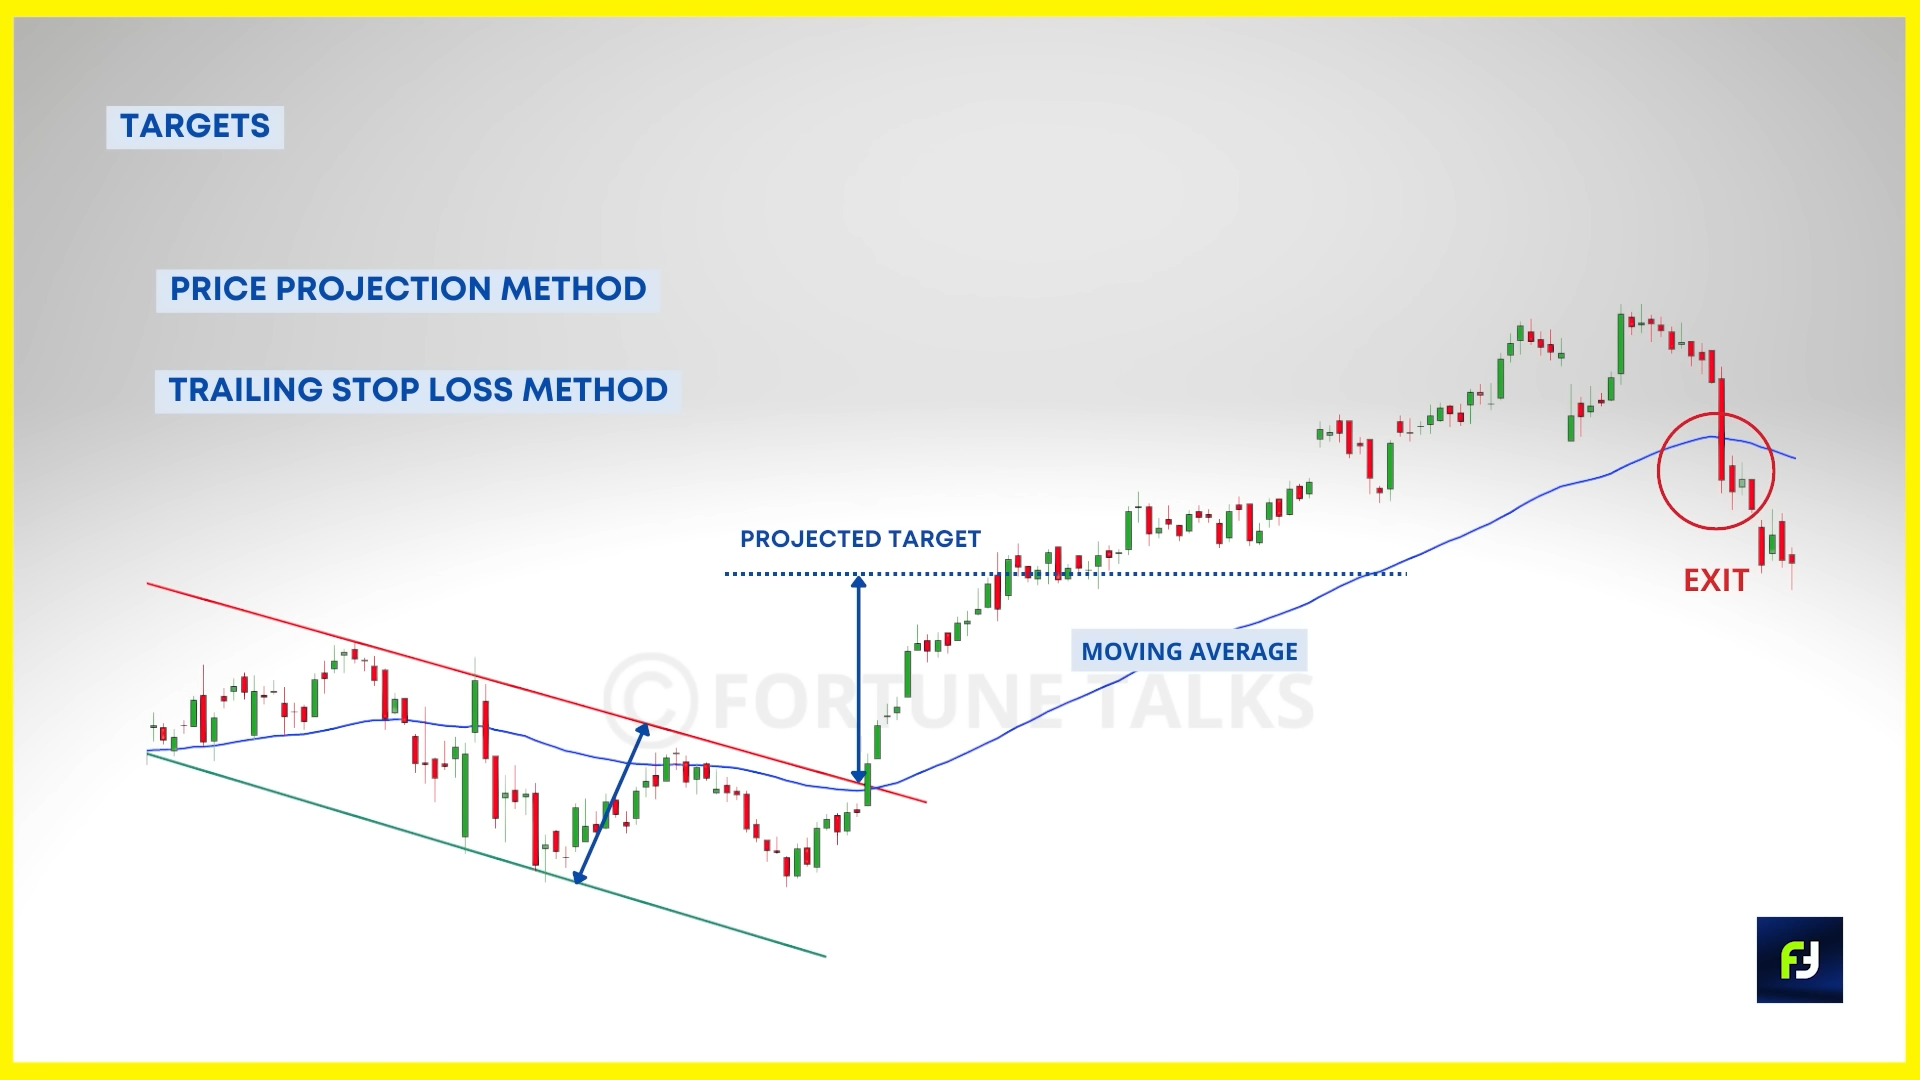 TARGETS
PRICE PROJECTION METHOD
TRAILING STOP LOSS METHOD
PROJECTED TARGET
MOVING AVERAGE
EXIT
© FORTUNE TALKS